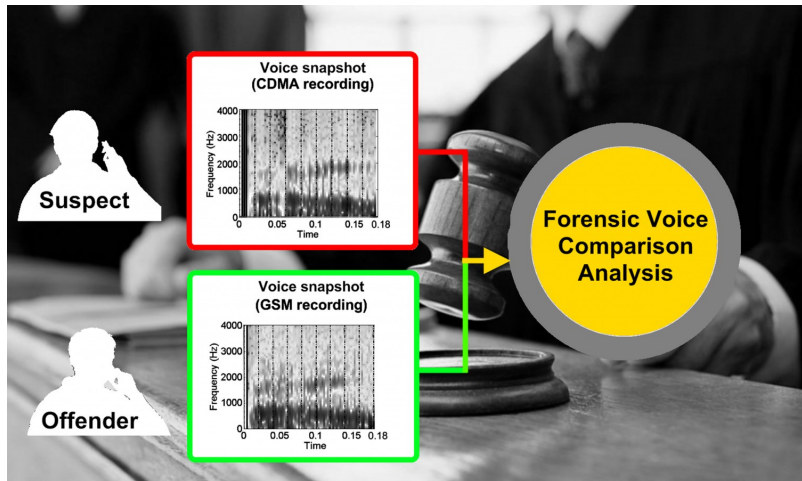 Voice snapshot
(CDMA recording)
4000
3000
2000
1000
0
Frequency (Hz)
0 0.05 0.1 0.15 0.18
Time
Suspect
Voice snapshot
(GSM recording)
4000
3000
2000
1000
0
Frequency (Hz)
0.05 0.1 0.15 0.18
Time
Offender
Forensic Voice
Comparison
Analysis